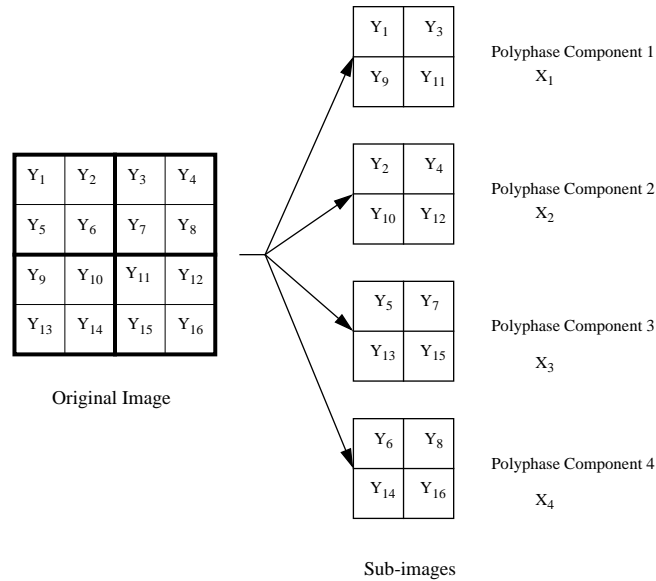 Y1 Y2 Y3 Y4
Y5 Y6 Y7 Y8
Y9 Y10 Y11 Y12
Y13 Y14 Y15 Y16
Original Image
Y1 Y3
Y9 Y11
Polyphase Component 1
X1
Y2 Y4
Y10 Y12
Polyphase Component 2
X2
Y5 Y7
Y13 Y15
Polyphase Component 3
X3
Y6 Y8
Y14 Y16
Polyphase Component 4
X4
Sub-images